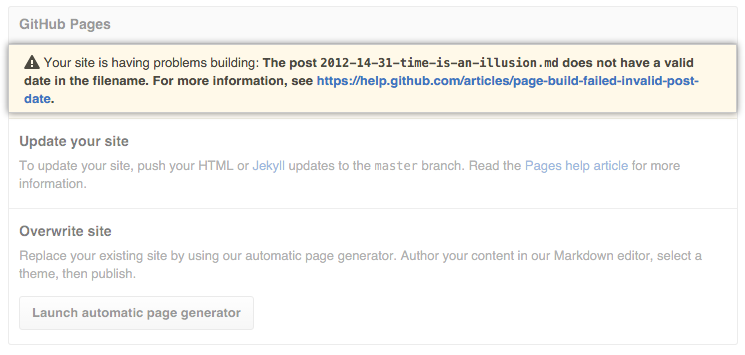 GitHub Pages
Your site is having problems building: The post 2012-14-31-time-is-an-illusion.md does not have a valid
date in the filename. For more information, see https://help.github.com/articles/page-build-failed-invalid-post-
date.
Update your site
To update your site, push your HTML or Jekyll updates to the master branch. Read the Pages help article for more
information.
Overwrite site
Replace your existing site by using our automatic page generator. Author your content in our Markdown editor, select a
theme, then publish.
Launch automatic page generator